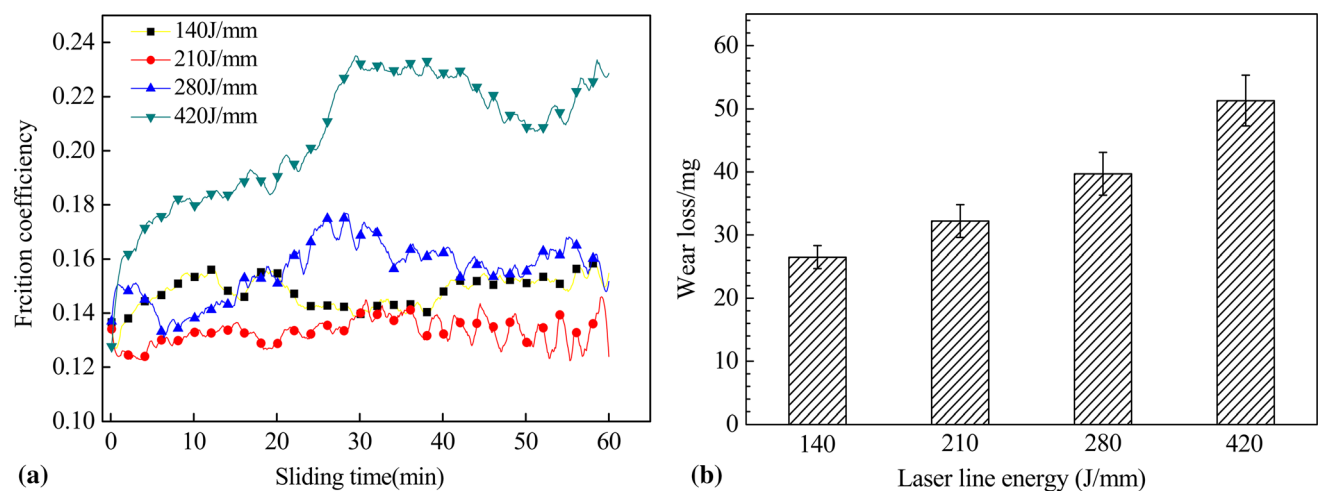 0.24
0.22
0.20
0.18
0.16
0.14
0.12
0.10
Frcition coefficiency
140J/mm
210J/mm
280J/mm
420J/mm
0 10 20 30 40 50 60
Sliding time(min)
(a)
60
50
40
30
20
10
0
Wear loss/mg
140 210 280 420
Laser line energy (J/mm)
(b)